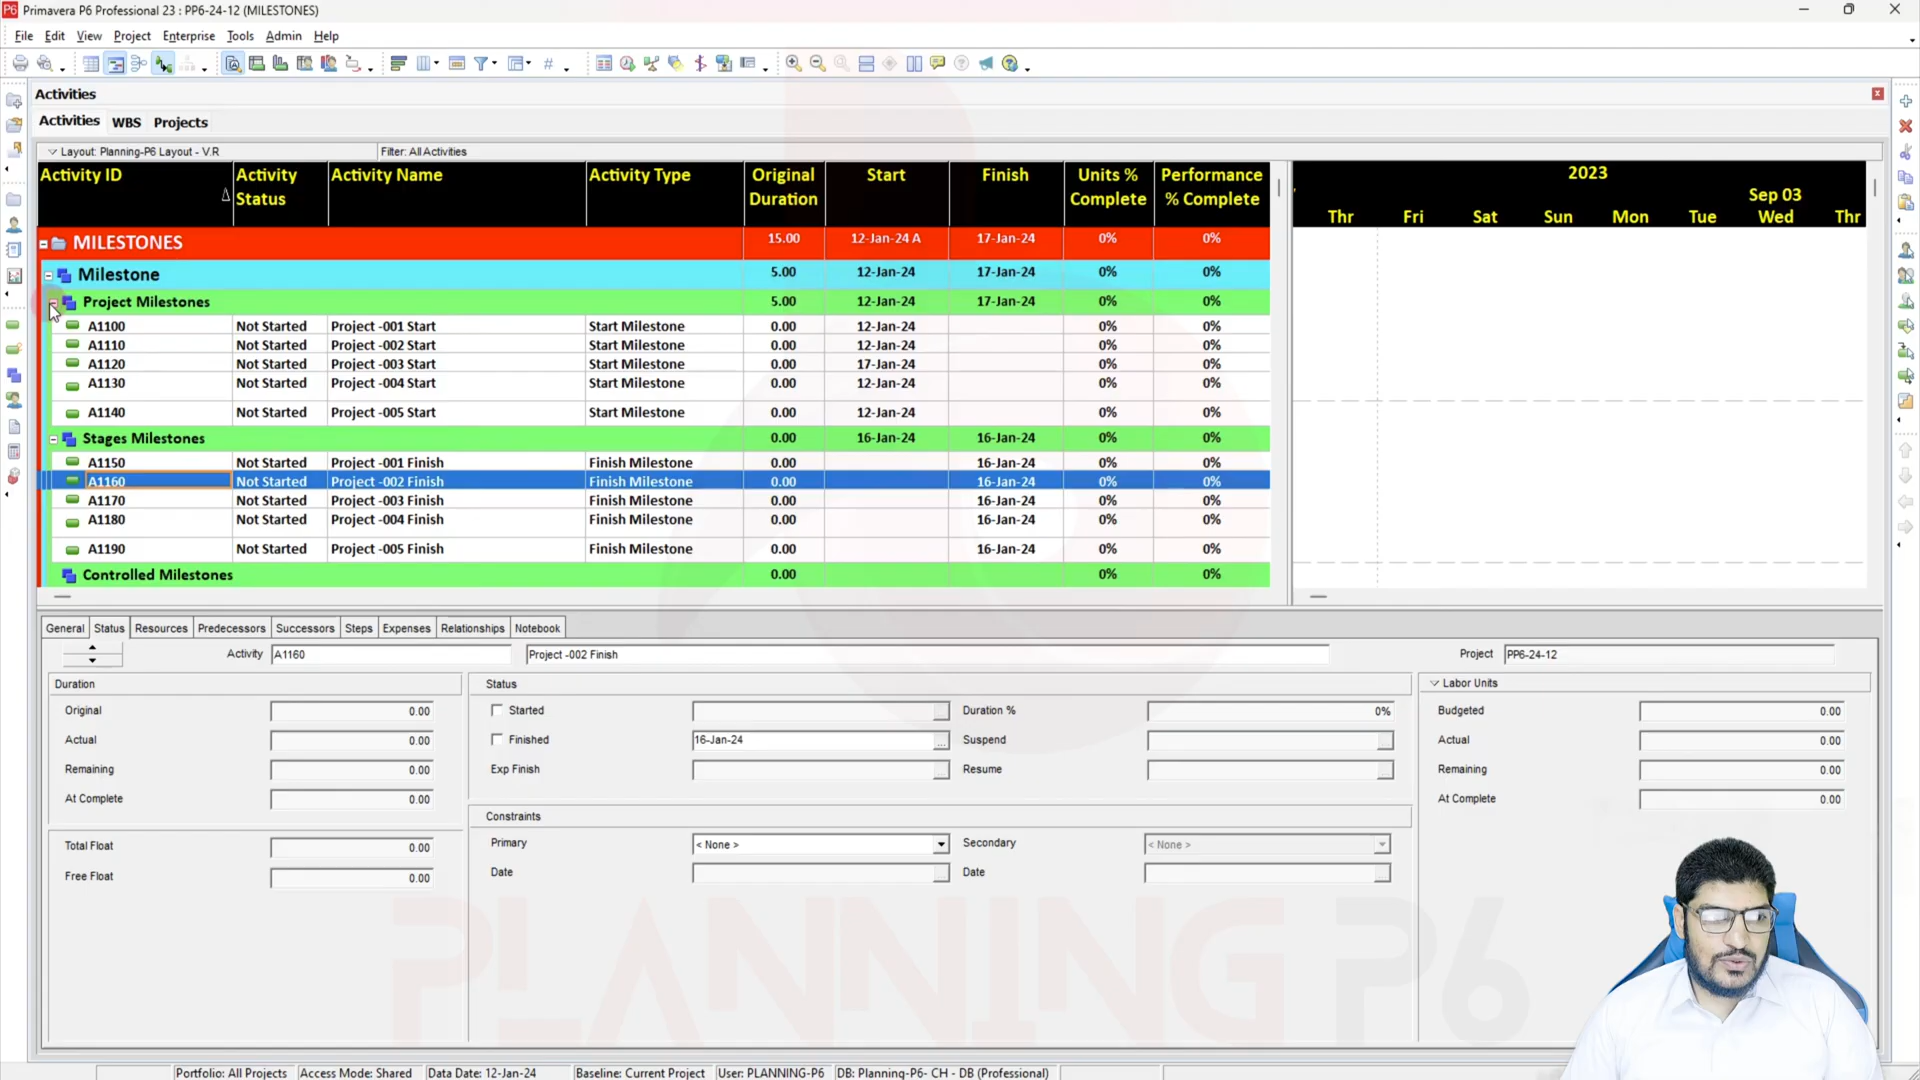 P6 Primavera P6 Professional 23 : PP6-24-12 (MILESTONES)
File Edit View Project Enterprise Tools Admin Help
Activities
Activities WBS Projects
Layout: Planning-P6 Layout - V.R Filter: All Activities
Activity ID Activity Status Activity Name Activity Type Original Duration Start Finish Units % Complete Performance % Complete
2023
Sep 03
Thr Fri Sat Sun Mon Tue Wed Thr
MILESTONES 15.00 12-Jan-24 A 17-Jan-24 0% 0%
Milestone 5.00 12-Jan-24 17-Jan-24 0% 0%
Project Milestones 5.00 12-Jan-24 17-Jan-24 0% 0%
A1100 Not Started Project -001 Start Start Milestone 0.00 12-Jan-24 0% 0%
A1110 Not Started Project -002 Start Start Milestone 0.00 12-Jan-24 0% 0%
A1120 Not Started Project -003 Start Start Milestone 0.00 17-Jan-24 0% 0%
A1130 Not Started Project -004 Start Start Milestone 0.00 12-Jan-24 0% 0%
A1140 Not Started Project -005 Start Start Milestone 0.00 12-Jan-24 0% 0%
Stages Milestones 0.00 16-Jan-24 16-Jan-24 0% 0%
A1150 Not Started Project -001 Finish Finish Milestone 0.00 16-Jan-24 0% 0%
A1160 Not Started Project -002 Finish Finish Milestone 0.00 16-Jan-24 0% 0%
A1170 Not Started Project -003 Finish Finish Milestone 0.00 16-Jan-24 0% 0%
A1180 Not Started Project -004 Finish Finish Milestone 0.00 16-Jan-24 0% 0%
A1190 Not Started Project -005 Finish Finish Milestone 0.00 16-Jan-24 0% 0%
Controlled Milestones 0.00 0% 0%
General Status Resources Predecessors Successors Steps Expenses Relationships Notebook
Activity A1160 Project -002 Finish Project PP6-24-12
Duration Status Labor Units
Original 0.00 Started Duration % 0% Budgeted 0.00
Actual 0.00 Finished 16-Jan-24 ... Suspend Actual 0.00
Remaining 0.00 Exp Finish Resume Remaining 0.00
At Complete 0.00 At Complete 0.00
Constraints
Total Float 0.00 Primary < None > Secondary < None >
Free Float 0.00 Date Date
PLANNING P6
Portfolio: All Projects Access Mode: Shared Data Date: 12-Jan-24 Baseline: Current Project User: PLANNING-P6 DB: Planning-P6- CH - DB (Professional)